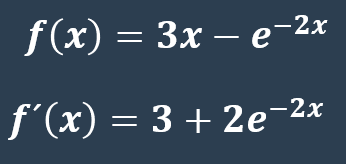 f(x) = 3x − e⁻²ˣ
f´(x) = 3 + 2e⁻²ˣ